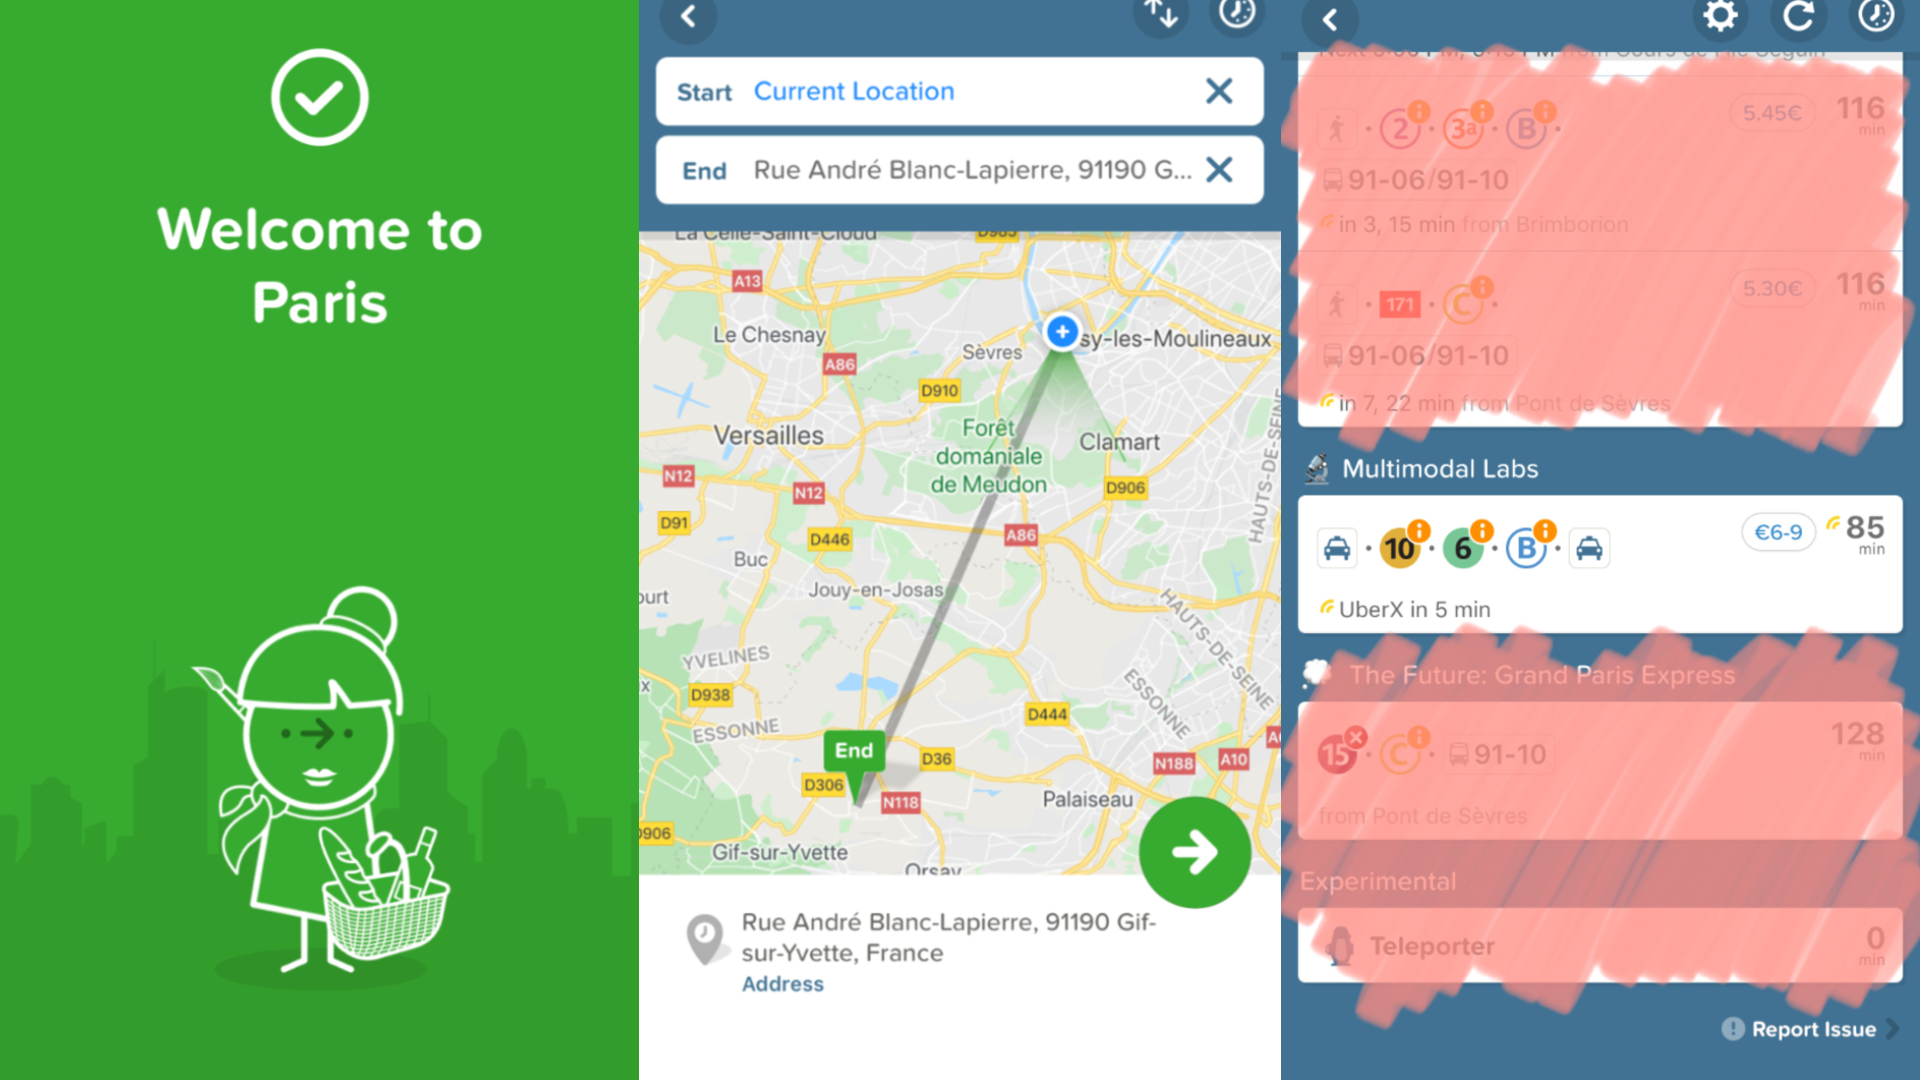 Welcome to
Paris
Start Current Location
End Rue André Blanc-Lapierre, 91190 G...
La Celle-Saint-Cloud
D985
A13
Le Chesnay
sy-les-Moulineaux
Sèvres
A86
D910
Forêt
domaniale
de Meudon
Versailles
Clamart
HAUTS-DE-SEINE
N12
N12
D906
D91
D446
A86
Buc
Jouy-en-Josas
ourt
HAUTS-DE-SEINE
YVELINES
x
D938
ESSONNE
ESSONNE
D444
End
D36
N188
A10
D306
N118
Palaiseau
D906
Gif-sur-Yvette
Orsay
Rue André Blanc-Lapierre, 91190 Gif-
sur-Yvette, France
Address
from Cours de l'Île Seguin
2 3a B 5.45€ 116
min
91-06/91-10
in 3, 15 min from Brimborion
171 C 5.30€ 116
min
91-06/91-10
in 7, 22 min from Pont de Sèvres
Multimodal Labs
10 6 B €6-9 85
min
UberX in 5 min
The Future: Grand Paris Express
15 C 91-10 128
min
from Pont de Sèvres
Experimental
Teleporter 0
min
Report Issue